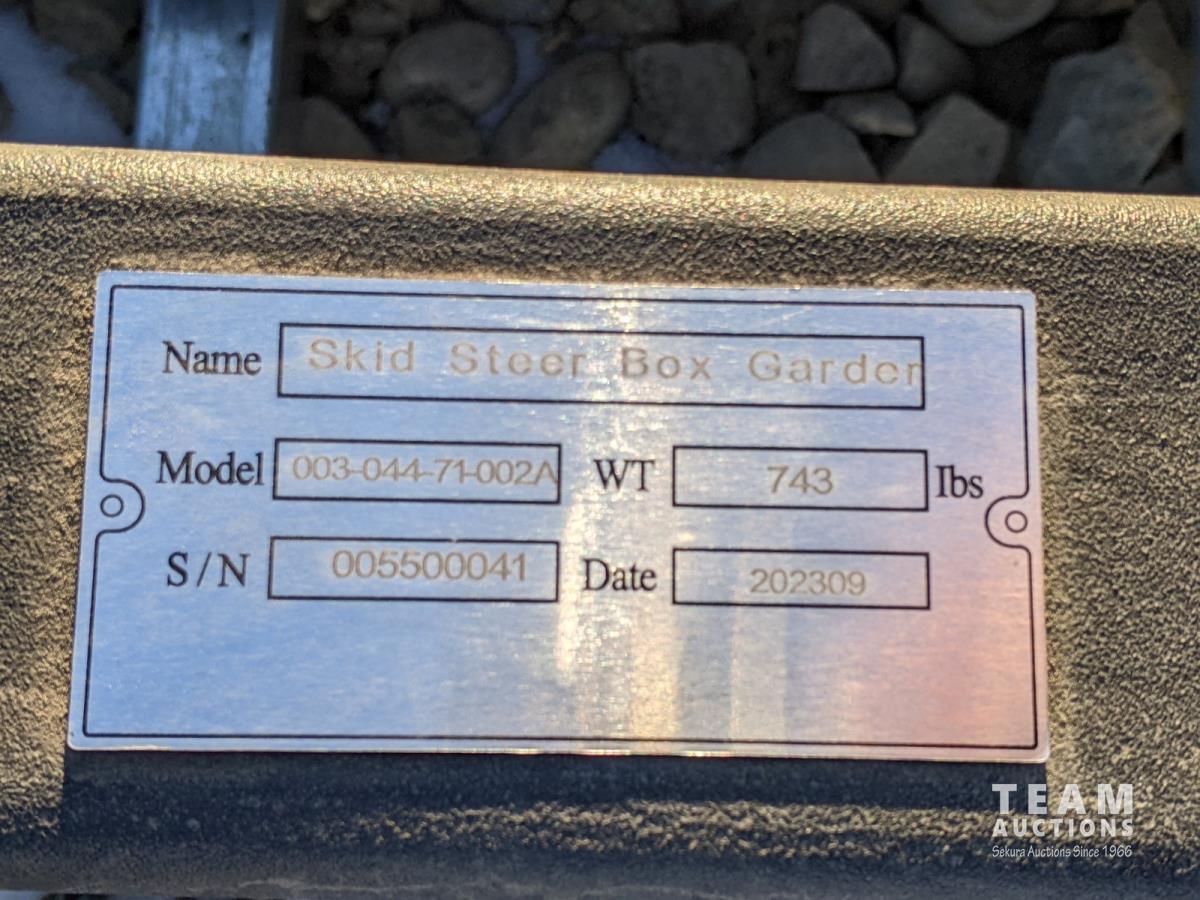 Name Skid Steer Box Garder
Model 003-044-71-002A WT 743 Ibs
S/N 005500041 Date 202309
TEAM
AUCTIONS
Sekura Auctions Since 1966